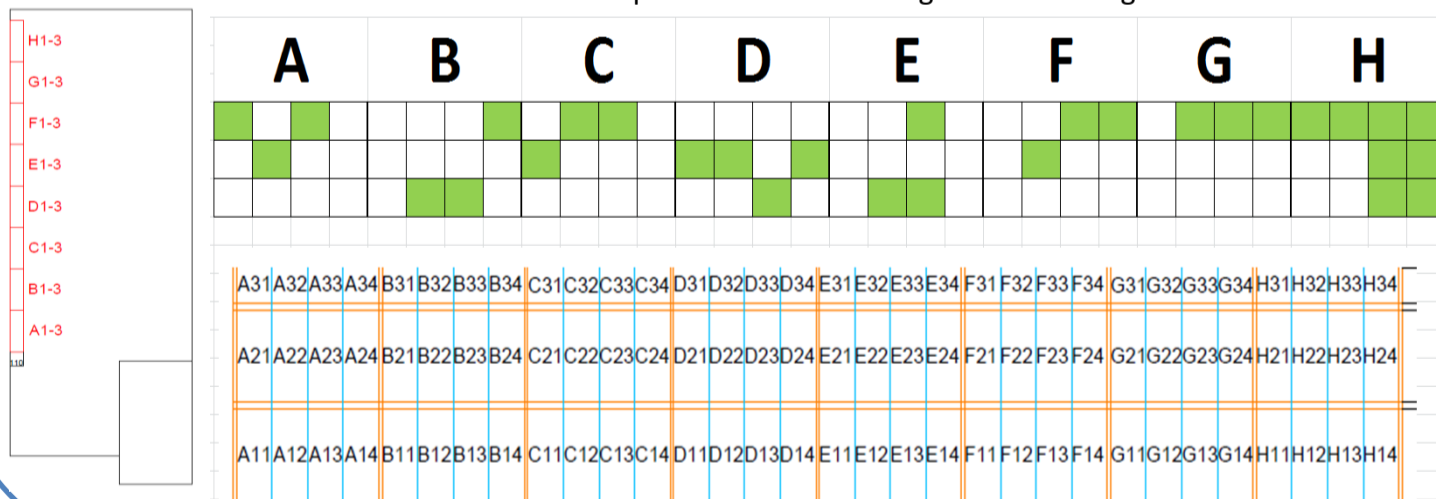 H1-3
G1-3
F1-3
E1-3
D1-3
C1-3
B1-3
A1-3
A B C D E F G H
A31 A32 A33 A34 B31 B32 B33 B34 C31 C32 C33 C34 D31 D32 D33 D34 E31 E32 E33 E34 F31 F32 F33 F34 G31 G32 G33 G34 H31 H32 H33 H34
A21 A22 A23 A24 B21 B22 B23 B24 C21 C22 C23 C24 D21 D22 D23 D24 E21 E22 E23 E24 F21 F22 F23 F24 G21 G22 G23 G24 H21 H22 H23 H24
A11 A12 A13 A14 B11 B12 B13 B14 C11 C12 C13 C14 D11 D12 D13 D14 E11 E12 E13 E14 F11 F12 F13 F14 G11 G12 G13 G14 H11 H12 H13 H14